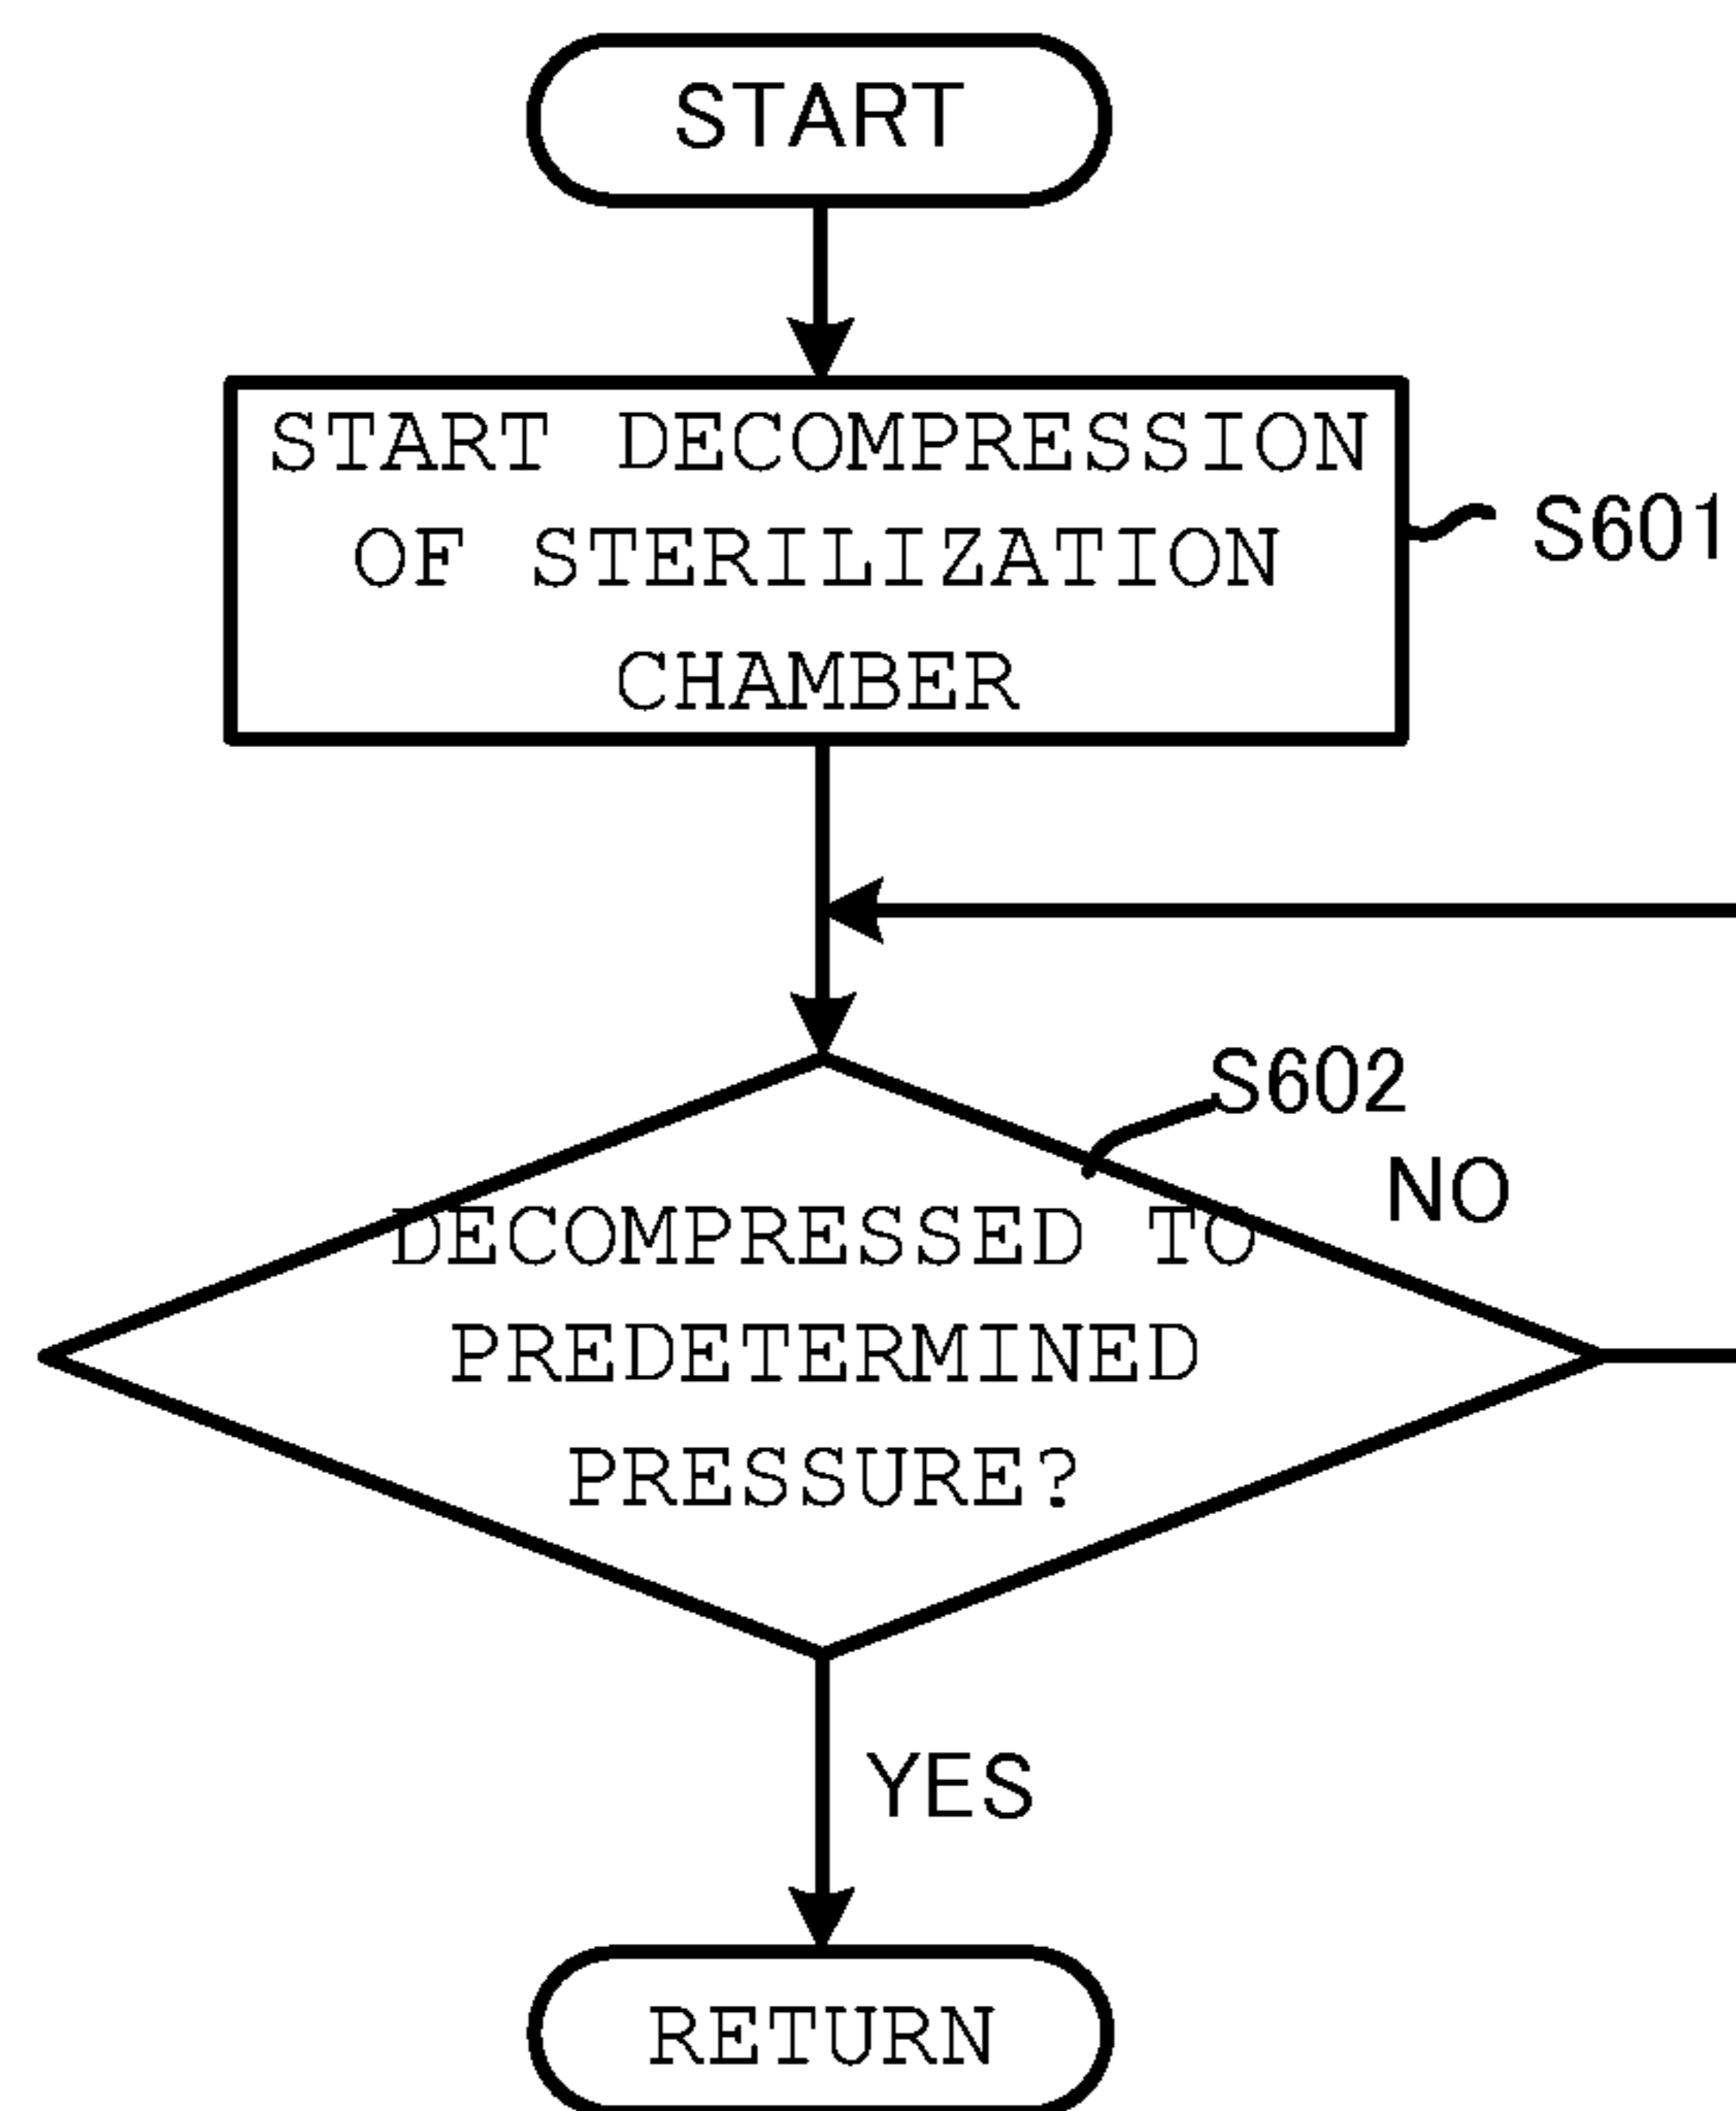 START
START DECOMPRESSION
OF STERILIZATION
CHAMBER
S601
S602
NO
DECOMPRESSED TO
PREDETERMINED
PRESSURE?
YES
RETURN